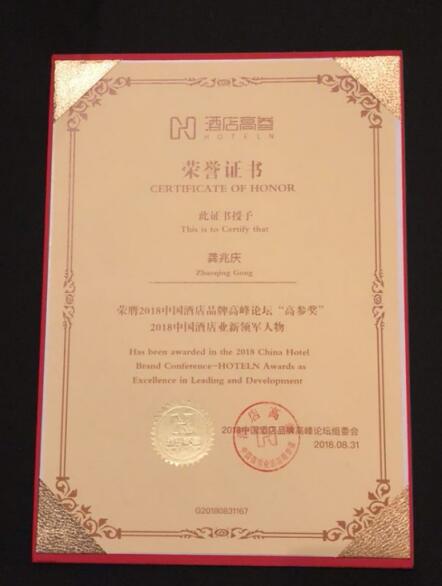 酒店高参
HOTELN
荣誉证书
CERTIFICATE OF HONOR
此证书授予
This is to Certify that
龚兆庆
Zhaoqing Gong
荣膺2018中国酒店品牌高峰论坛“高参奖”
2018中国酒店业新领军人物
Has been awarded in the 2018 China Hotel
Brand Conference-HOTELN Awards as
Excellence in Leading and Development
2018中国酒店品牌高峰论坛组委会
2018.08.31
G20180831167